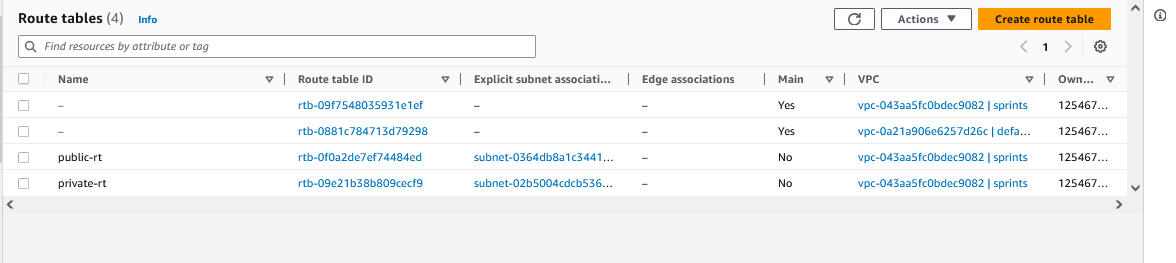 Route tables (4) Info Actions Create route table
Find resources by attribute or tag 1
Name Route table ID Explicit subnet associati... Edge associations Main VPC Own...
– rtb-09f7548035931e1ef – – Yes vpc-043aa5fc0bdec9082 | sprints 125467...
– rtb-0881c784713d79298 – – Yes vpc-0a21a906e6257d26c | defa... 125467...
public-rt rtb-0f0a2de7ef74484ed subnet-0364db8a1c3441... – No vpc-043aa5fc0bdec9082 | sprints 125467...
private-rt rtb-09e21b38b809cecf9 subnet-02b5004cdcb536... – No vpc-043aa5fc0bdec9082 | sprints 125467...